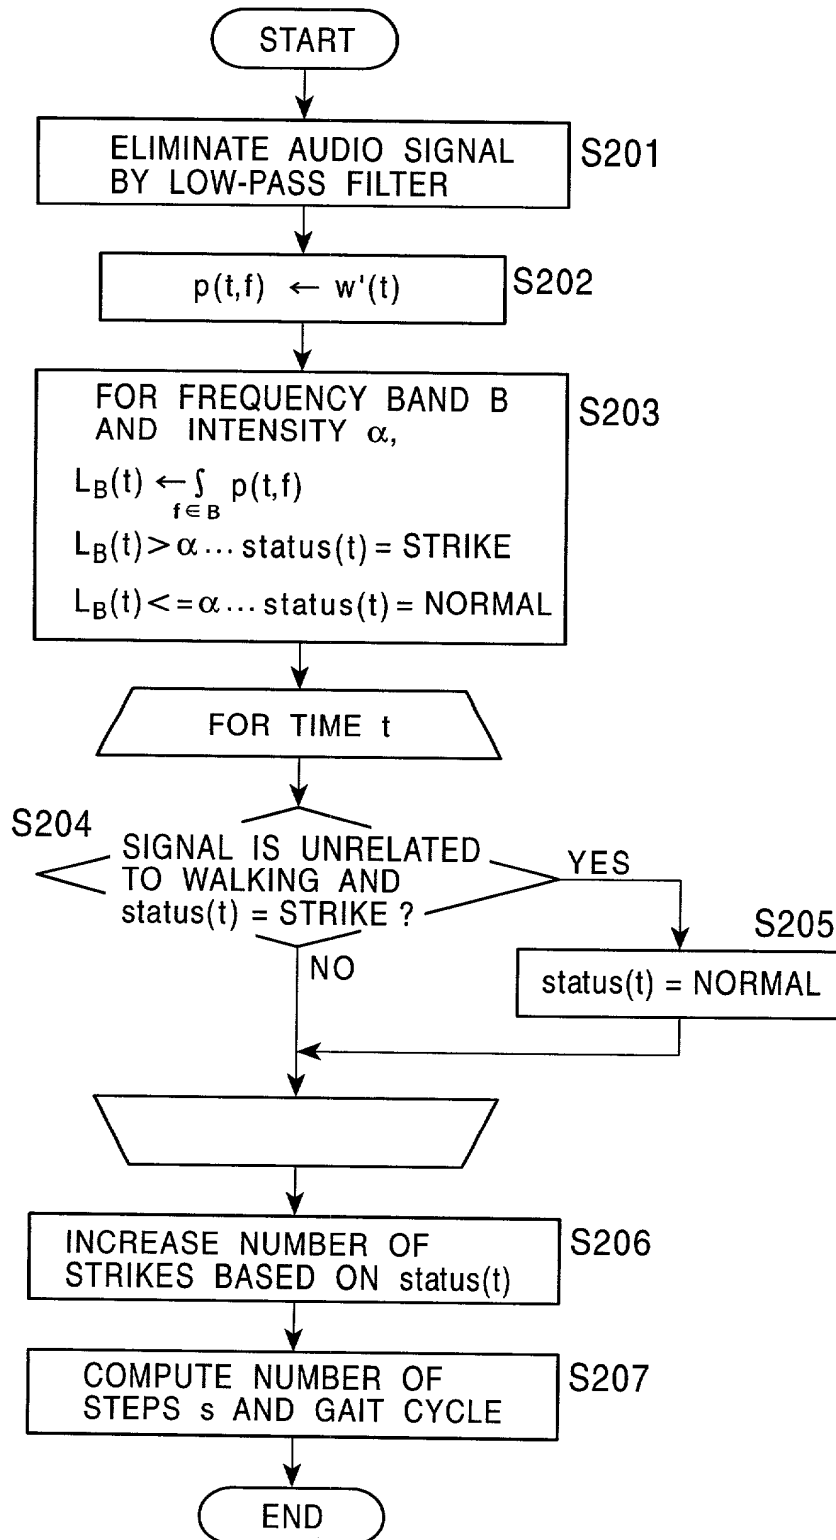 START
ELIMINATE AUDIO SIGNAL
BY LOW-PASS FILTER
S201
p(t,f) ← w'(t)
S202
FOR FREQUENCY BAND B
AND INTENSITY α,
S203
L_B(t) ← ∫ p(t,f)
f∈B
L_B(t) > α ... status(t) = STRIKE
L_B(t) <= α ... status(t) = NORMAL
FOR TIME t
S204
SIGNAL IS UNRELATED
TO WALKING AND
status(t) = STRIKE ?
YES
NO
S205
status(t) = NORMAL
INCREASE NUMBER OF
STRIKES BASED ON status(t)
S206
COMPUTE NUMBER OF
STEPS s AND GAIT CYCLE
S207
END